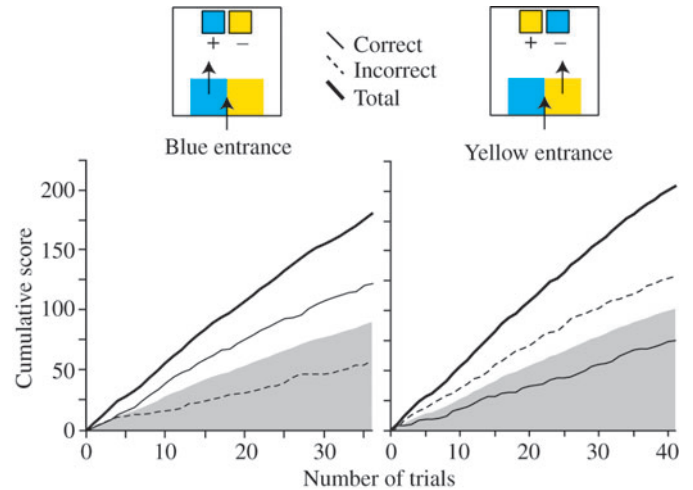 + −
Correct
Incorrect
Total
+ −
Blue entrance
Yellow entrance
Cumulative score
200
150
100
50
0
0 10 20 30
0 10 20 30 40
Number of trials